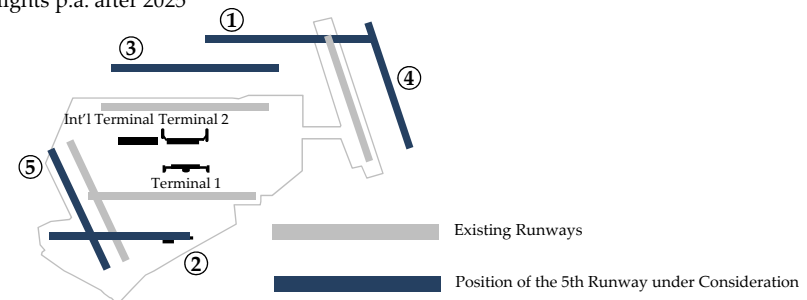 flights p.a. after 2025
①
③
④
Int'l Terminal Terminal 2
⑤
Terminal 1
②
Existing Runways
Position of the 5th Runway under Consideration